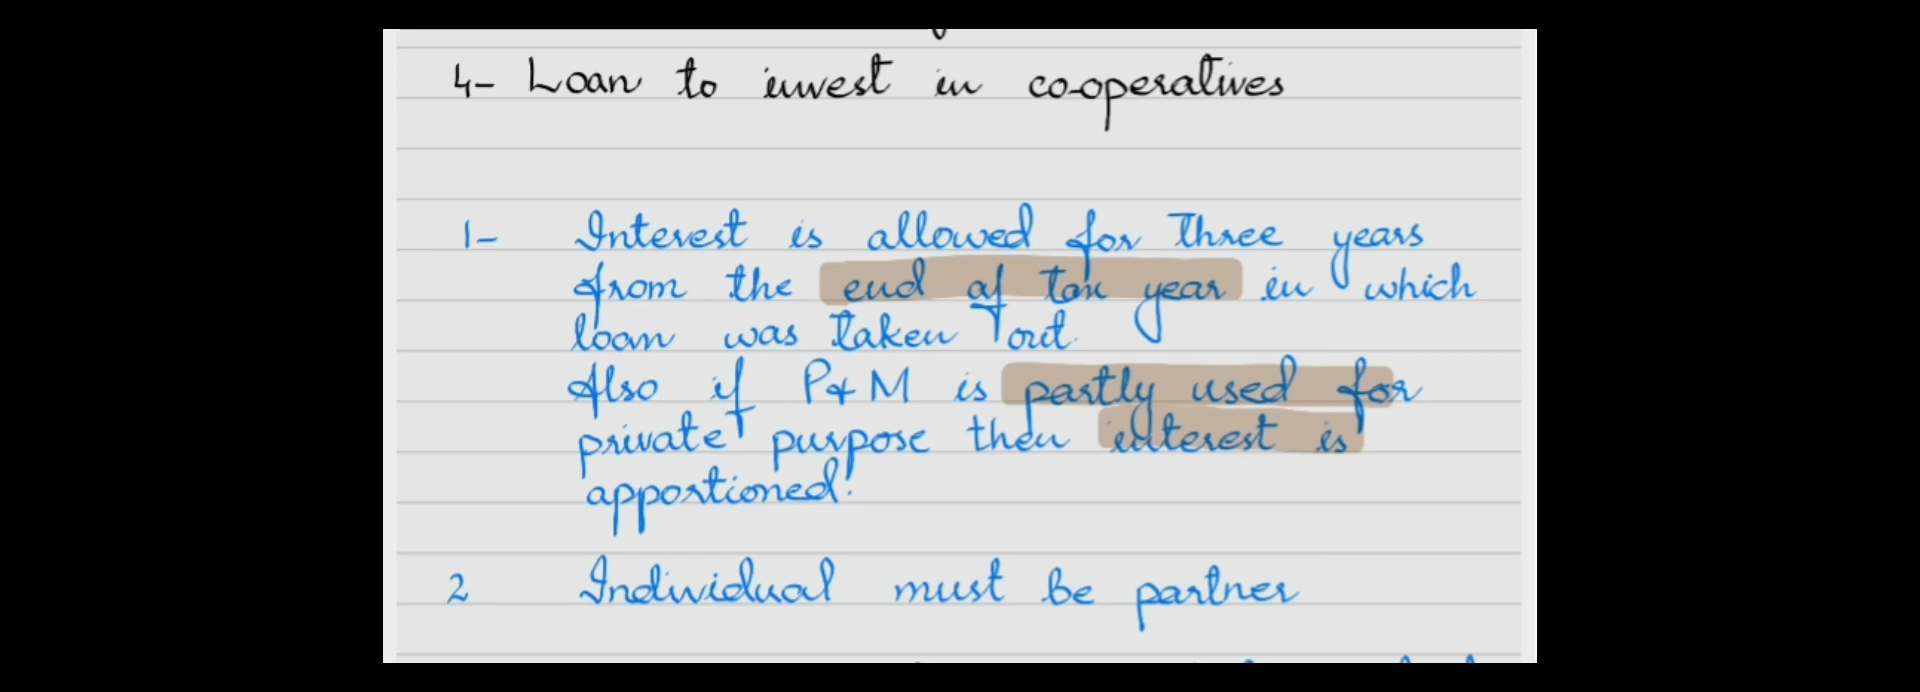 4- Loan to invest in co-operatives
1- Interest is allowed for three years
from the end of tax year in which
loan was taken out.
Also if P&M is partly used for
private purpose then interest is
apportioned!
2 Individual must be partner